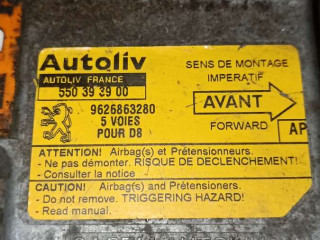 Autoliv
AUTOLIV FRANCE
550 39 39 00
9626863280
5 VOIES
POUR D8
SENS DE MONTAGE
IMPERATIF
AVANT
FORWARD
AP
ATTENTION! Airbag(s) et Prétensionneurs.
- Ne pas démonter. RISQUE DE DECLENCHEMENT!
- Consulter la notice
CAUTION! Airbag(s) and Prétensioners.
- Do not remove. TRIGGERING HAZARD!
- Read manual.